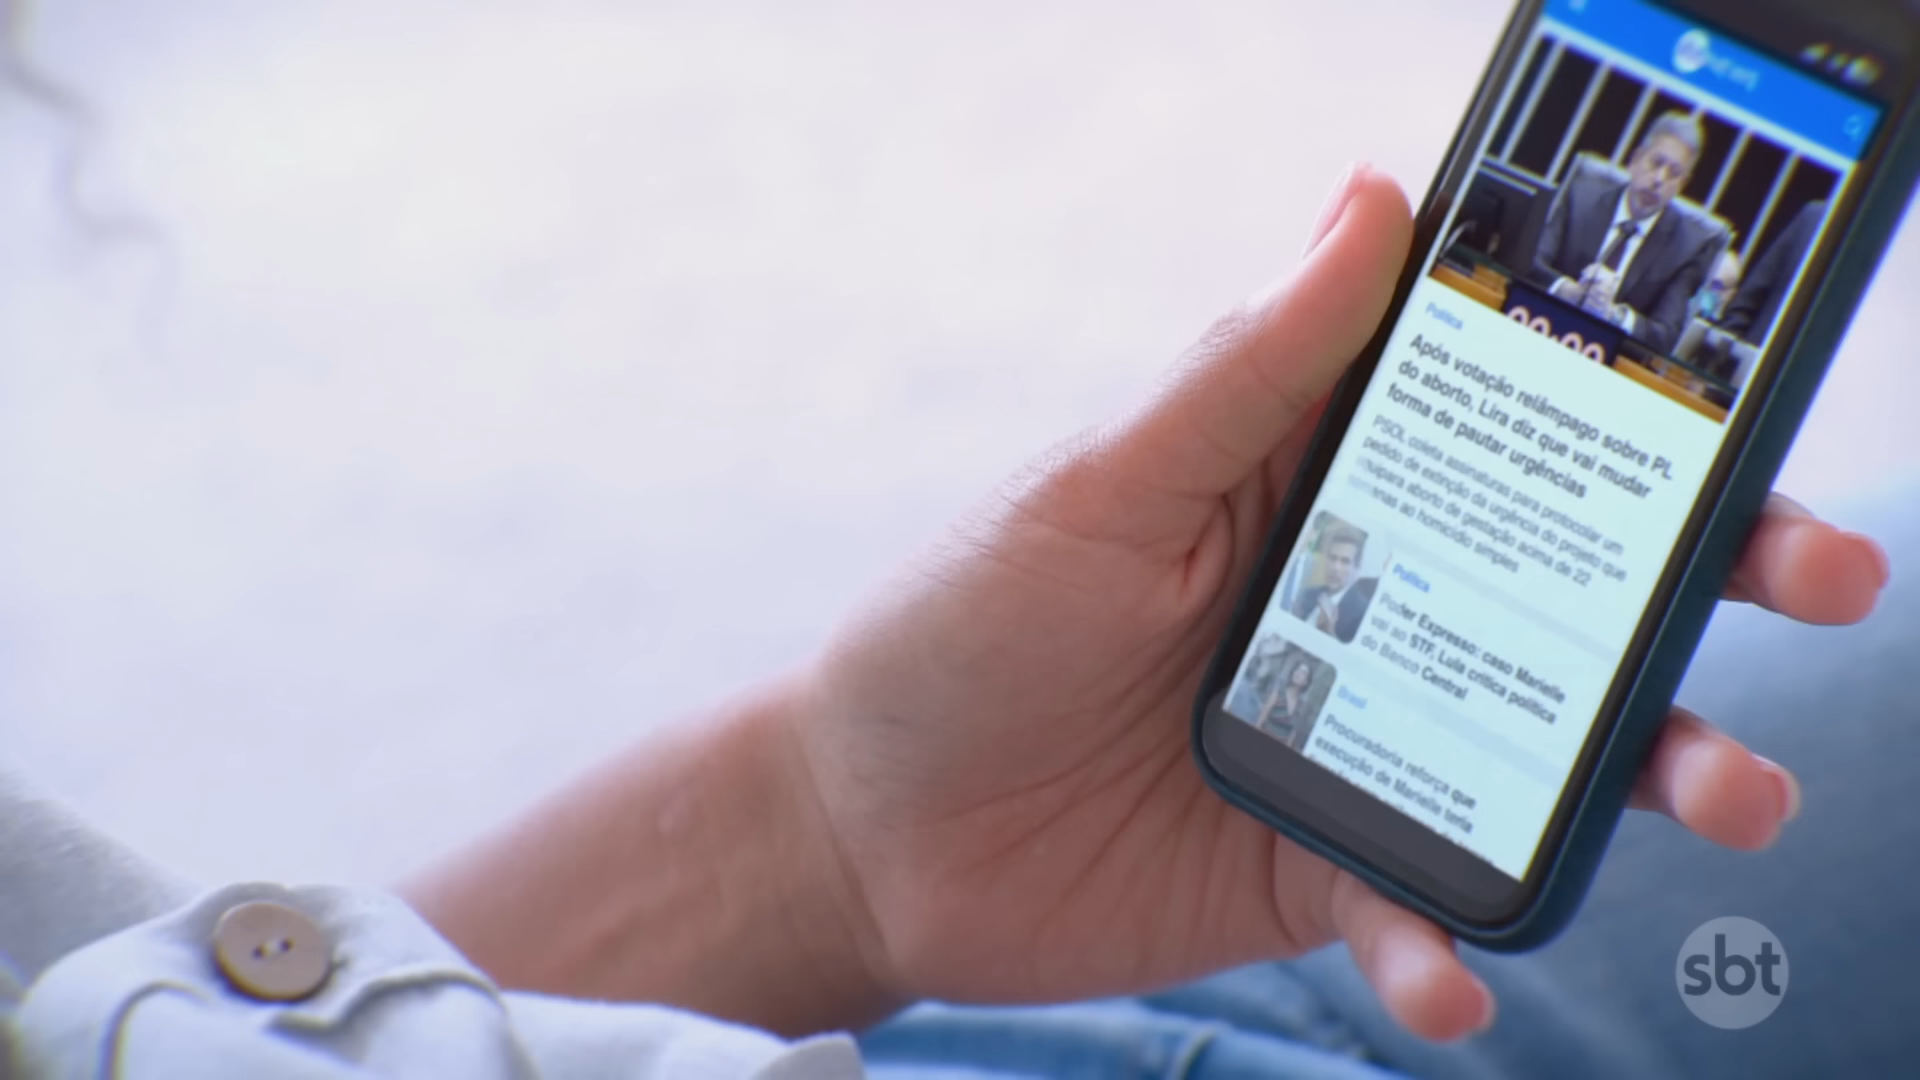 news
Política
Após votação relâmpago sobre PL
do aborto, Lira diz que vai mudar
forma de pautar urgências
PSOL coleta assinaturas para protocolar um
pedido de extinção da urgência do projeto que
equipara aborto de gestação acima de 22
semanas ao homicídio simples
00:00
Política
Poder Expresso: caso Marielle
vai ao STF, Lula critica política
do Banco Central
Brasil
Procuradoria reforça que
execução de Marielle teria
sbt